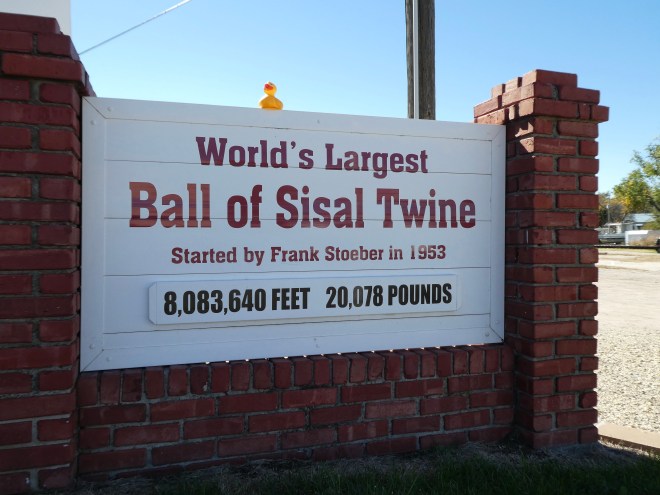 World's Largest
Ball of Sisal Twine
Started by Frank Stoeber in 1953
8,083,640 FEET 20,078 POUNDS